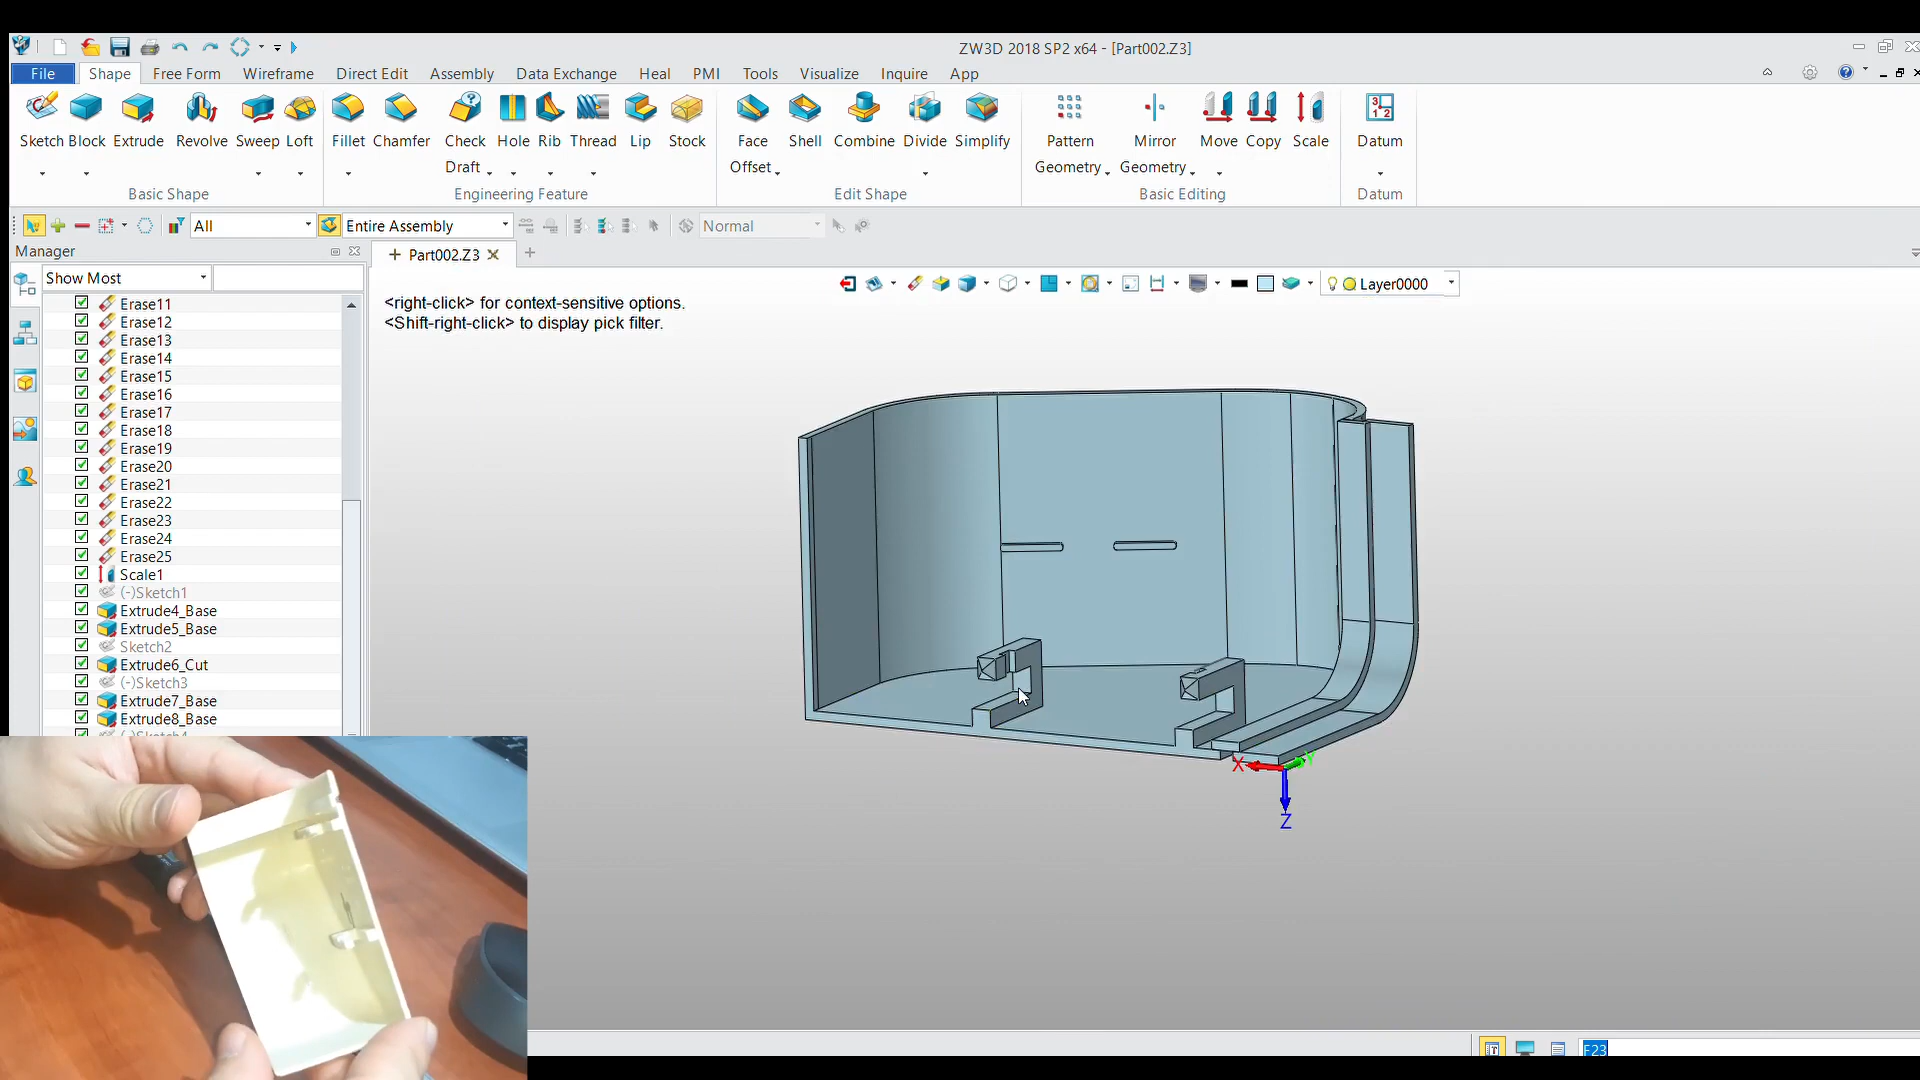 ZW3D 2018 SP2 x64 - [Part002.Z3]
File Shape Free Form Wireframe Direct Edit Assembly Data Exchange Heal PMI Tools Visualize Inquire App
Sketch Block Extrude Revolve Sweep Loft Fillet Chamfer Check Draft Hole Rib Thread Lip Stock Face Offset Shell Combine Divide Simplify Pattern Geometry Mirror Geometry Move Copy Scale Datum
Basic Shape Engineering Feature Edit Shape Basic Editing Datum
All Entire Assembly Normal
Manager
Part002.Z3
Show Most
Layer0000
<right-click> for context-sensitive options.
<Shift-right-click> to display pick filter.
Erase11
Erase12
Erase13
Erase14
Erase15
Erase16
Erase17
Erase18
Erase19
Erase20
Erase21
Erase22
Erase23
Erase24
Erase25
Scale1
(-)Sketch1
Extrude4_Base
Extrude5_Base
Sketch2
Extrude6_Cut
(-)Sketch3
Extrude7_Base
Extrude8_Base
X Y
Z
F23